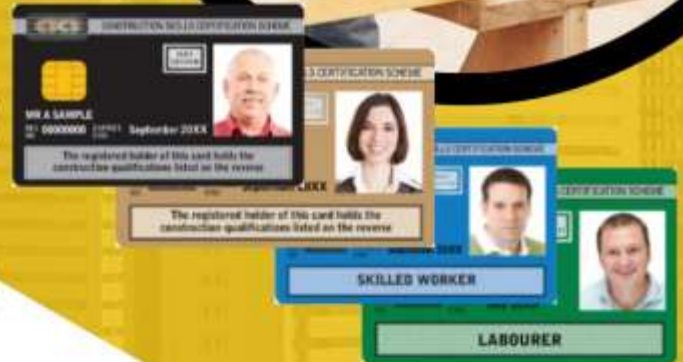 CSCS CONSTRUCTION SKILLS CERTIFICATION SCHEME
MR A SAMPLE
00000000 September 20XX
The registered holder of this card holds the
construction qualifications listed on the reverse
CERTIFICATION SCHEME
The registered holder of this card holds the
construction qualifications listed on the reverse
CERTIFICATION SCHEME
SKILLED WORKER
CERTIFICATION SCHEME
LABOURER